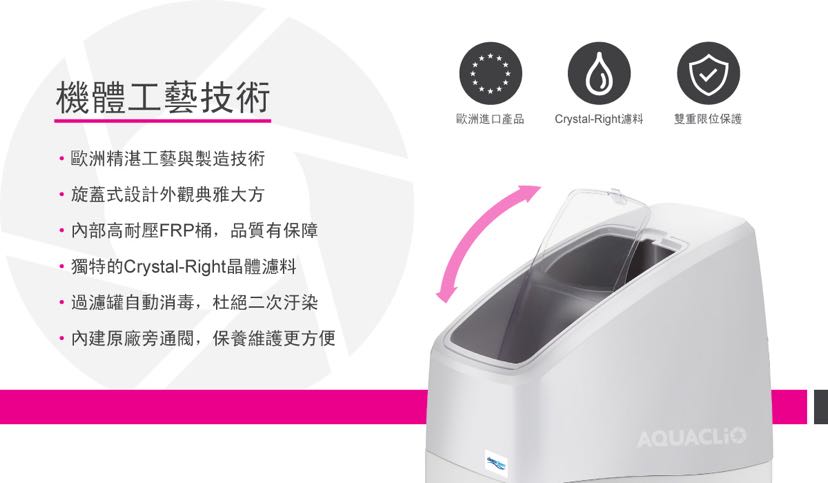 機體工藝技術
歐洲進口產品
Crystal-Right濾料
雙重限位保護
• 歐洲精湛工藝與製造技術
• 旋蓋式設計外觀典雅大方
• 內部高耐壓FRP桶，品質有保障
• 獨特的Crystal-Right晶體濾料
• 過濾罐自動消毒，杜絕二次汙染
• 內建原廠旁通閥，保養維護更方便
AQUACLiO